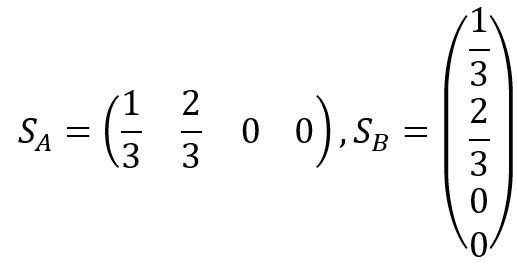 S_A = (1/3 2/3 0 0), S_B = (1/3
2/3
0
0)